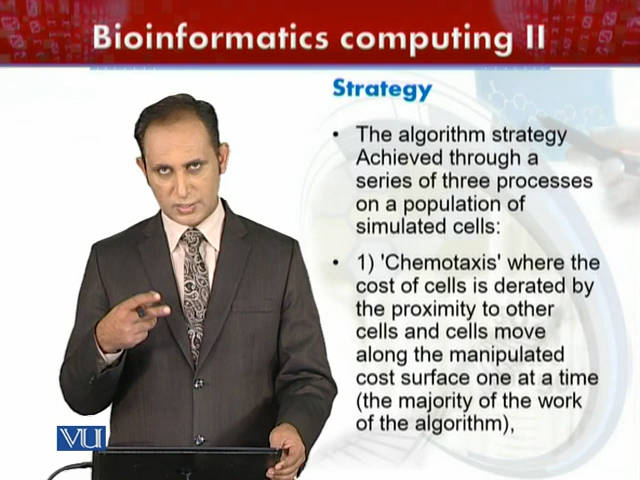 Bioinformatics computing II
Strategy
• The algorithm strategy
Achieved through a
series of three processes
on a population of
simulated cells:
• 1) 'Chemotaxis' where the
cost of cells is derated by
the proximity to other
cells and cells move
along the manipulated
cost surface one at a time
(the majority of the work
of the algorithm),
VU